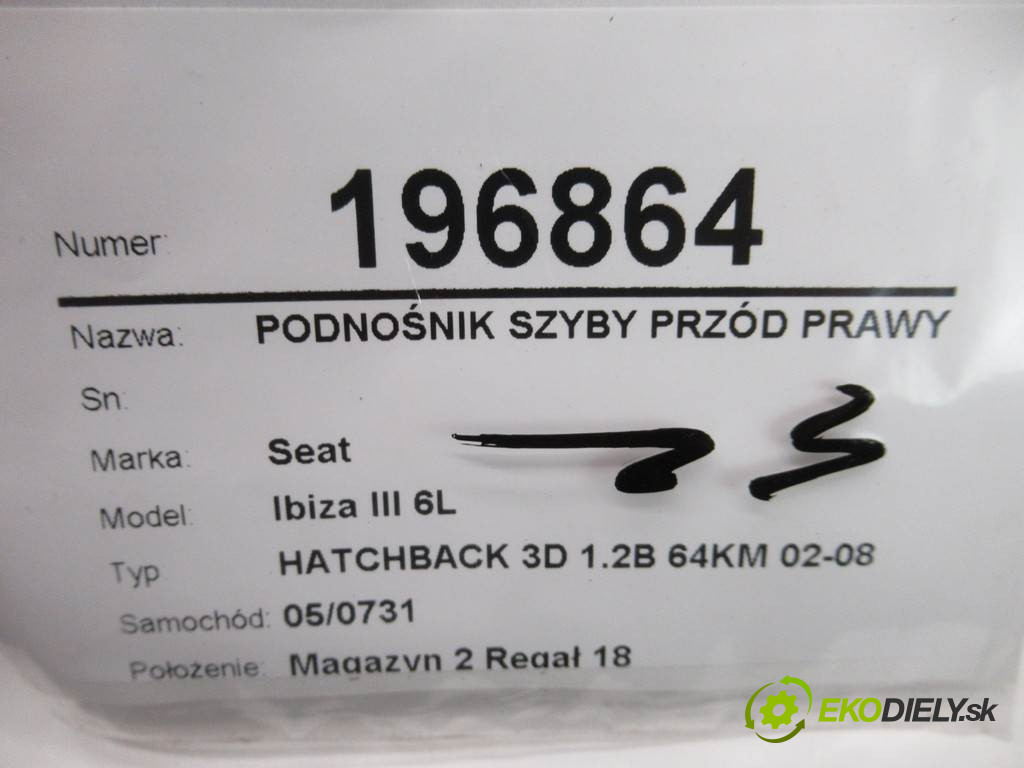 Numer: 196864
Nazwa: PODNOŚNIK SZYBY PRZÓD PRAWY
Sn:
Marka: Seat
Model: Ibiza III 6L
Typ HATCHBACK 3D 1.2B 64KM 02-08
Samochód: 05/0731
Położenie: Magazyn 2 Regał 18
EKODIELY.sk